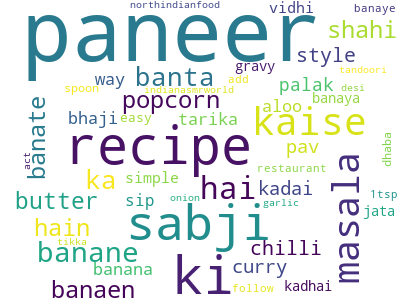 northindianfood
vidhi
banaye
paneer
shahi
style
way
banta
gravy
tandoori
add
spoon
indianasmrworld
palak
desi
banate
popcorn
aloo
banaya
bhaji
easy
tarika
kaise
recipe
pav
dhaba
act
ka
simple
hai
restaurant
masala
kadai
1tsp
butter
sip
onion
garlic
jata
hain
sabji
tikka
banane
chilli
banana
curry
ki
banaen
follow
kadhai